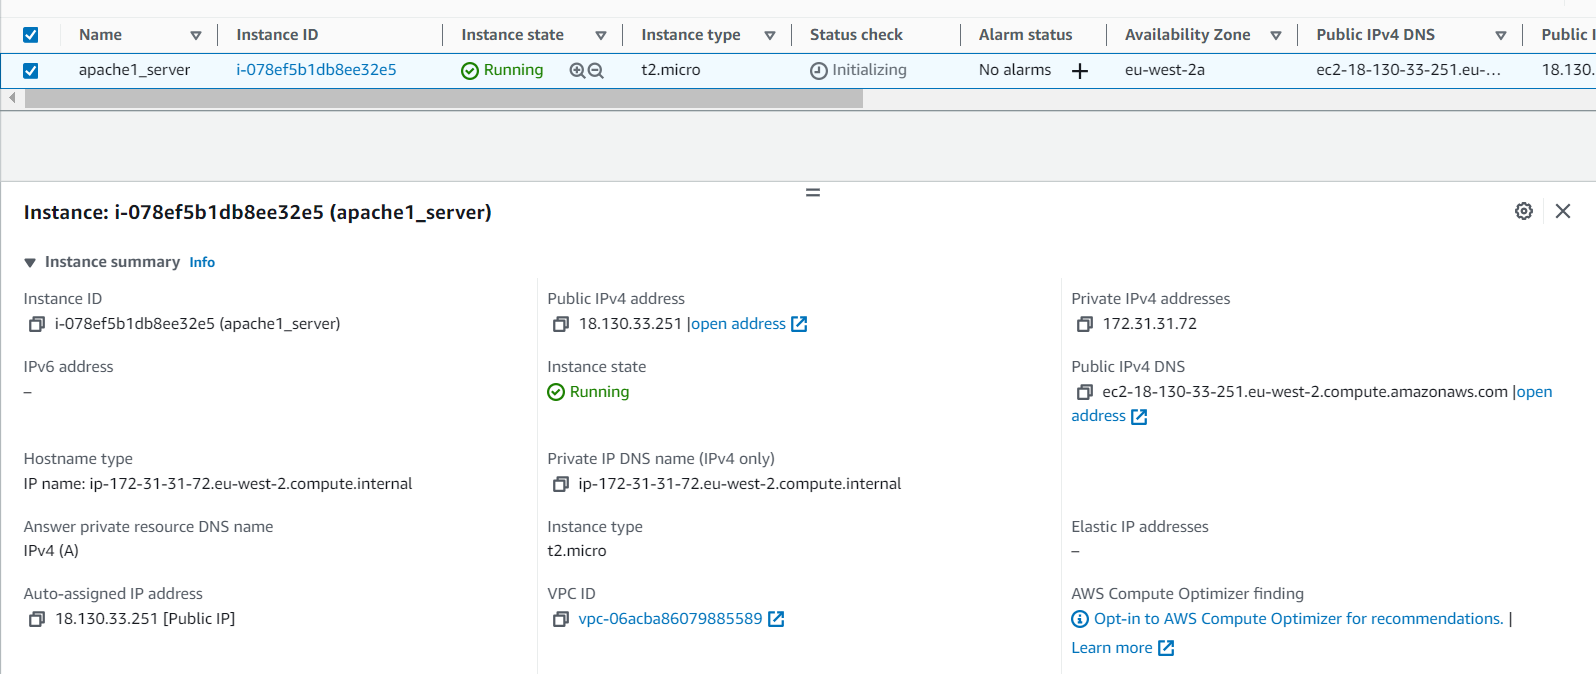 Name Instance ID Instance state Instance type Status check Alarm status Availability Zone Public IPv4 DNS Public I
apache1_server i-078ef5b1db8ee32e5 Running t2.micro Initializing No alarms + eu-west-2a ec2-18-130-33-251.eu-... 18.130.
Instance: i-078ef5b1db8ee32e5 (apache1_server)
Instance summary Info
Instance ID
i-078ef5b1db8ee32e5 (apache1_server)
Public IPv4 address
18.130.33.251 |open address
Private IPv4 addresses
172.31.31.72
IPv6 address
–
Instance state
Running
Public IPv4 DNS
ec2-18-130-33-251.eu-west-2.compute.amazonaws.com |open
address
Hostname type
IP name: ip-172-31-31-72.eu-west-2.compute.internal
Private IP DNS name (IPv4 only)
ip-172-31-31-72.eu-west-2.compute.internal
Answer private resource DNS name
IPv4 (A)
Instance type
t2.micro
Elastic IP addresses
–
Auto-assigned IP address
18.130.33.251 [Public IP]
VPC ID
vpc-06acba86079885589
AWS Compute Optimizer finding
Opt-in to AWS Compute Optimizer for recommendations. |
Learn more